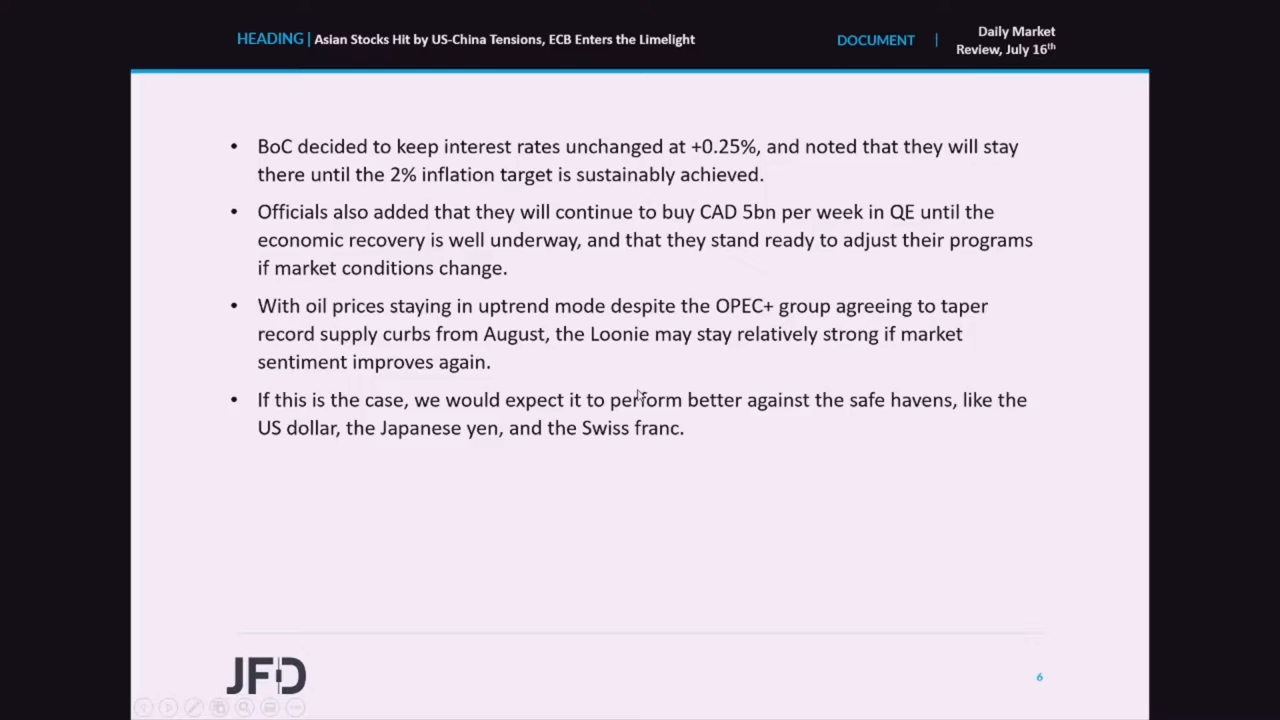 HEADING | Asian Stocks Hit by US-China Tensions, ECB Enters the Limelight
DOCUMENT |
Daily Market
Review, July 16th
• BoC decided to keep interest rates unchanged at +0.25%, and noted that they will stay
there until the 2% inflation target is sustainably achieved.
• Officials also added that they will continue to buy CAD 5bn per week in QE until the
economic recovery is well underway, and that they stand ready to adjust their programs
if market conditions change.
• With oil prices staying in uptrend mode despite the OPEC+ group agreeing to taper
record supply curbs from August, the Loonie may stay relatively strong if market
sentiment improves again.
• If this is the case, we would expect it to perform better against the safe havens, like the
US dollar, the Japanese yen, and the Swiss franc.
JFD
6